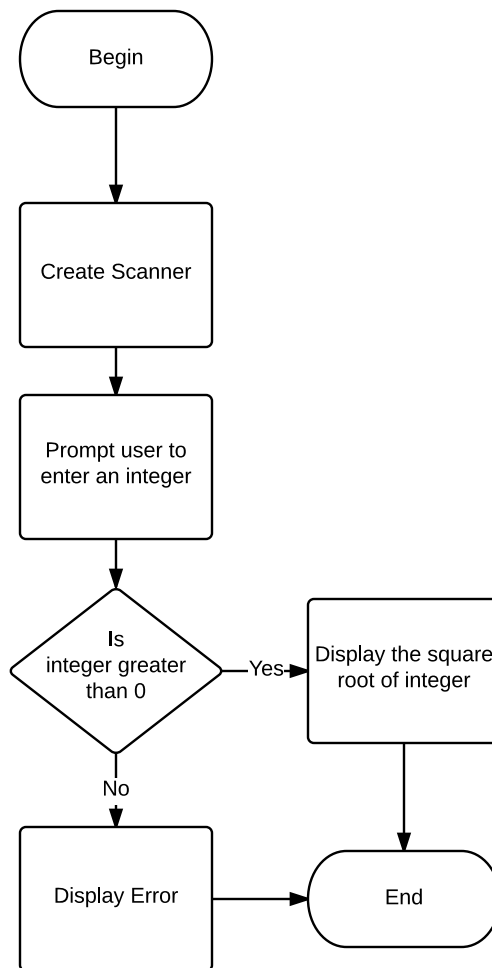 Begin
Create Scanner
Prompt user to
enter an integer
Is
integer greater
than 0
Yes
Display the square
root of integer
No
Display Error
End